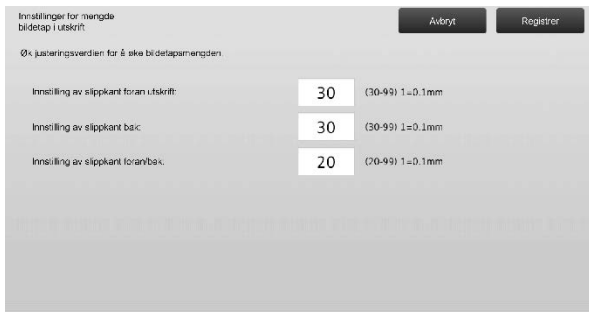 Innstillinger for mengde
bildetap i utskrift
Avbryt
Registrer
Øk justeringsverdien for å øke bildetapsmengden
Innstilling av slippkant foran utskrift:
30
(30-99) 1=0.1mm
Innstilling av slippkant bak:
30
(30-99) 1=0.1mm
Innstilling av slippkant foran/bak:
20
(20-99) 1=0.1mm